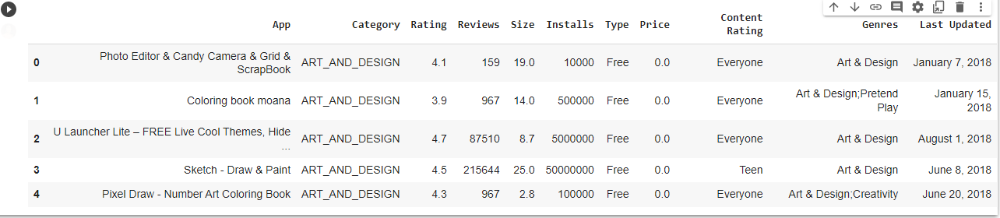 App Category Rating Reviews Size Installs Type Price Content Rating Genres Last Updated
0 Photo Editor & Candy Camera & Grid & ScrapBook ART_AND_DESIGN 4.1 159 19.0 10000 Free 0.0 Everyone Art & Design January 7, 2018
1 Coloring book moana ART_AND_DESIGN 3.9 967 14.0 500000 Free 0.0 Everyone Art & Design;Pretend Play January 15, 2018
2 U Launcher Lite – FREE Live Cool Themes, Hide ... ART_AND_DESIGN 4.7 87510 8.7 5000000 Free 0.0 Everyone Art & Design August 1, 2018
3 Sketch - Draw & Paint ART_AND_DESIGN 4.5 215644 25.0 50000000 Free 0.0 Teen Art & Design June 8, 2018
4 Pixel Draw - Number Art Coloring Book ART_AND_DESIGN 4.3 967 2.8 100000 Free 0.0 Everyone Art & Design;Creativity June 20, 2018